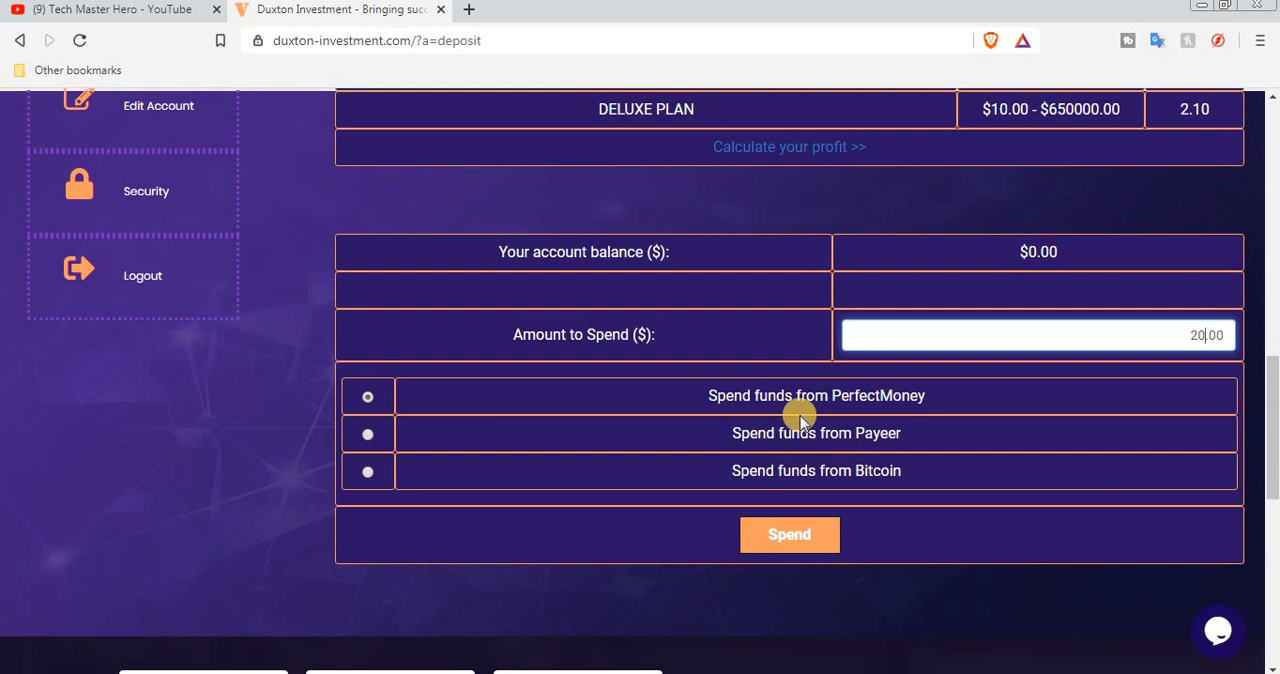 (9) Tech Master Hero - YouTube
Duxton Investment - Bringing succ
duxton-investment.com/?a=deposit
Other bookmarks
Edit Account
Security
Logout
DELUXE PLAN $10.00 - $650000.00 2.10
Calculate your profit >>
Your account balance ($): $0.00
Amount to Spend ($): 20.00
Spend funds from PerfectMoney
Spend funds from Payeer
Spend funds from Bitcoin
Spend